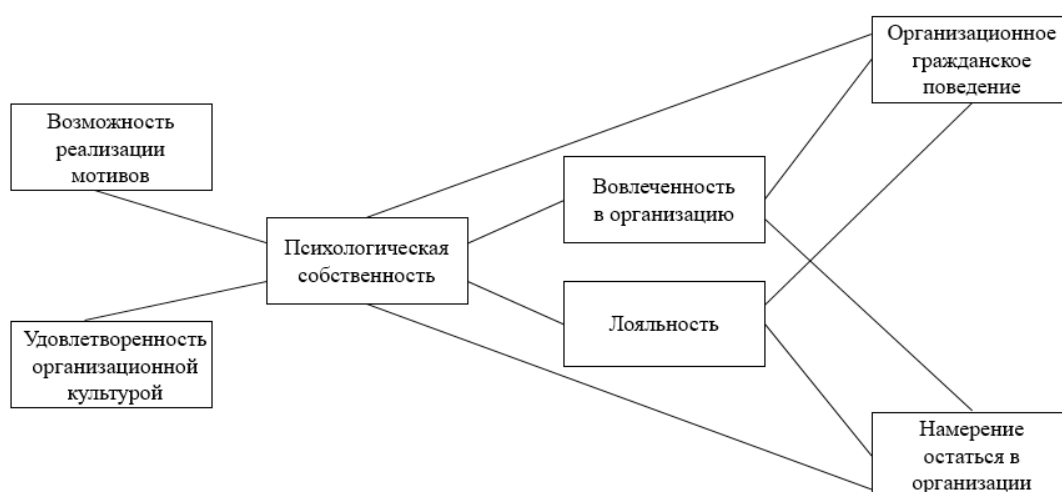 Организационное
гражданское
поведение
Возможность
реализации
мотивов
Вовлеченность
в организацию
Психологическая
собственность
Лояльность
Удовлетворенность
организационной
культурой
Намерение
остаться в
организации